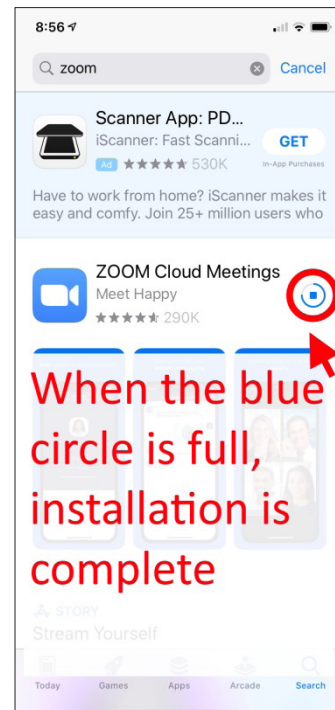 8:56
zoom
Cancel
Scanner App: PD...
iScanner: Fast Scanni...
GET
Ad ★★★★★ 530K
In-App Purchases
Have to work from home? iScanner makes it
easy and comfy. Join 25+ million users who
ZOOM Cloud Meetings
Meet Happy
290K
When the blue
circle is full,
installation is
complete
STORY
Stream Yourself
Today Games Apps Arcade Search